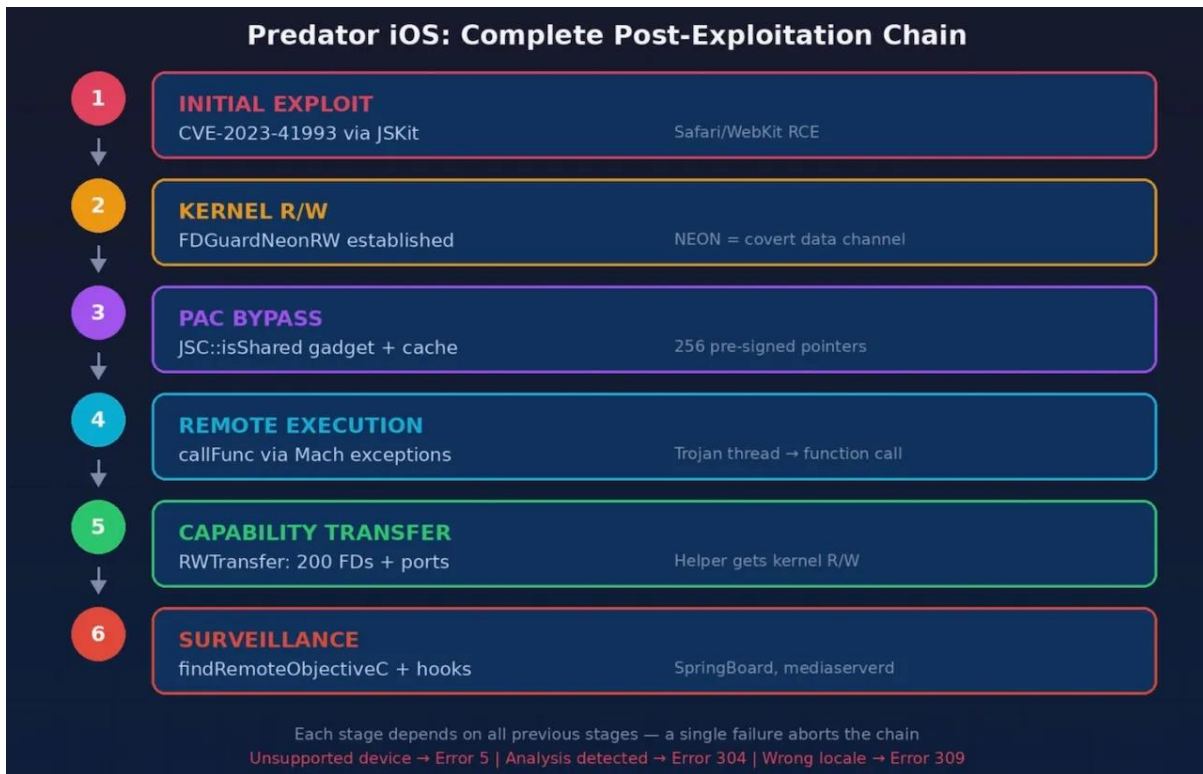 Predator iOS: Complete Post-Exploitation Chain
1
INITIAL EXPLOIT
CVE-2023-41993 via JSKit
Safari/WebKit RCE
2
KERNEL R/W
FDGuardNeonRW established
NEON = covert data channel
3
PAC BYPASS
JSC::isShared gadget + cache
256 pre-signed pointers
4
REMOTE EXECUTION
callFunc via Mach exceptions
Trojan thread → function call
5
CAPABILITY TRANSFER
RWTransfer: 200 FDs + ports
Helper gets kernel R/W
6
SURVEILLANCE
findRemoteObjectiveC + hooks
SpringBoard, mediaserverd
Each stage depends on all previous stages — a single failure aborts the chain
Unsupported device → Error 5 | Analysis detected → Error 304 | Wrong locale → Error 309